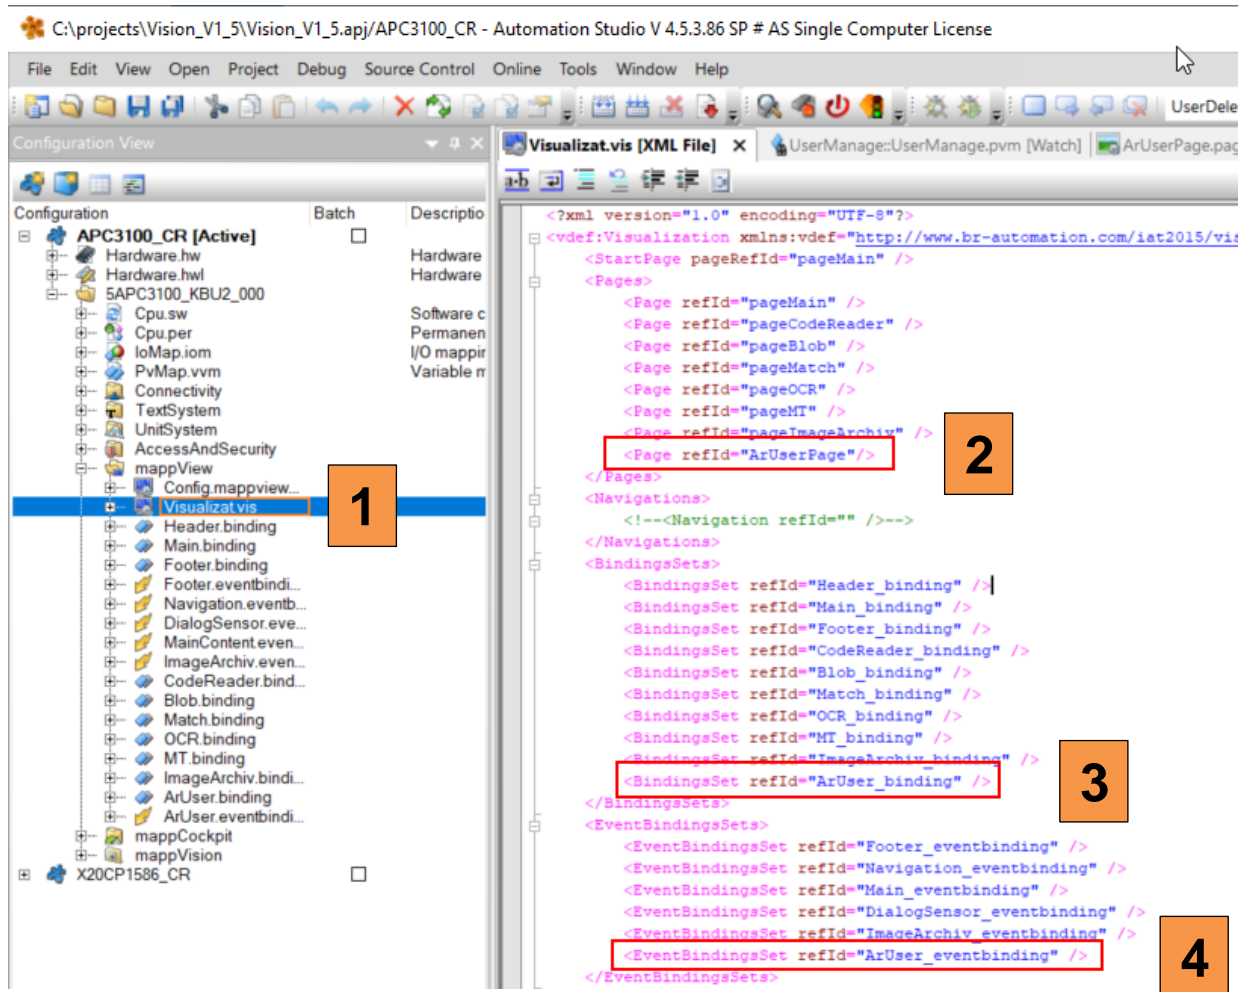 C:\projects\Vision_V1_5\Vision_V1_5.apj/APC3100_CR - Automation Studio V 4.5.3.86 SP # AS Single Computer License
File Edit View Open Project Debug Source Control Online Tools Window Help
UserDele
Configuration View
Visualizat.vis [XML File] UserManage::UserManage.pvm [Watch] ArUserPage.pag
Configuration Batch Descriptio
APC3100_CR [Active]
Hardware.hw Hardware
Hardware.hwl Hardware
5APC3100_KBU2_000
Cpu.sw Software c
Cpu.per Permanen
IoMap.iom I/O mappir
PvMap.vvm Variable m
Connectivity
TextSystem
UnitSystem
AccessAndSecurity
mappView
Config.mappview...
Visualizat.vis
Header.binding
Main.binding
Footer.binding
Footer.eventbindi...
Navigation.eventb...
DialogSensor.eve...
MainContent.even...
ImageArchiv.even...
CodeReader.bind...
Blob.binding
Match.binding
OCR.binding
MT.binding
ImageArchiv.bindi...
ArUser.binding
ArUser.eventbindi...
mappCockpit
mappVision
X20CP1586_CR
1
<?xml version="1.0" encoding="UTF-8"?>
<vdef:Visualization xmlns:vdef="http://www.br-automation.com/iat2015/vis
<StartPage pageRefId="pageMain" />
<Pages>
<Page refId="pageMain" />
<Page refId="pageCodeReader" />
<Page refId="pageBlob" />
<Page refId="pageMatch" />
<Page refId="pageOCR" />
<Page refId="pageMT" />
<Page refId="pageImageArchiv" />
<Page refId="ArUserPage"/>
2
</Pages>
<Navigations>
<!--<Navigation refId="" />-->
</Navigations>
<BindingsSets>
<BindingsSet refId="Header_binding" />
<BindingsSet refId="Main_binding" />
<BindingsSet refId="Footer_binding" />
<BindingsSet refId="CodeReader_binding" />
<BindingsSet refId="Blob_binding" />
<BindingsSet refId="Match_binding" />
<BindingsSet refId="OCR_binding" />
<BindingsSet refId="MT_binding" />
<BindingsSet refId="ImageArchiv_binding" />
<BindingsSet refId="ArUser_binding" />
3
</BindingsSets>
<EventBindingsSets>
<EventBindingsSet refId="Footer_eventbinding" />
<EventBindingsSet refId="Navigation_eventbinding" />
<EventBindingsSet refId="Main_eventbinding" />
<EventBindingsSet refId="DialogSensor_eventbinding" />
<EventBindingsSet refId="ImageArchiv_eventbinding" />
<EventBindingsSet refId="ArUser_eventbinding" />
4
</EventBindingsSets>